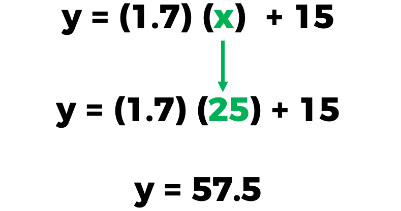 y = (1.7) (x) + 15
y = (1.7) (25) + 15
y = 57.5